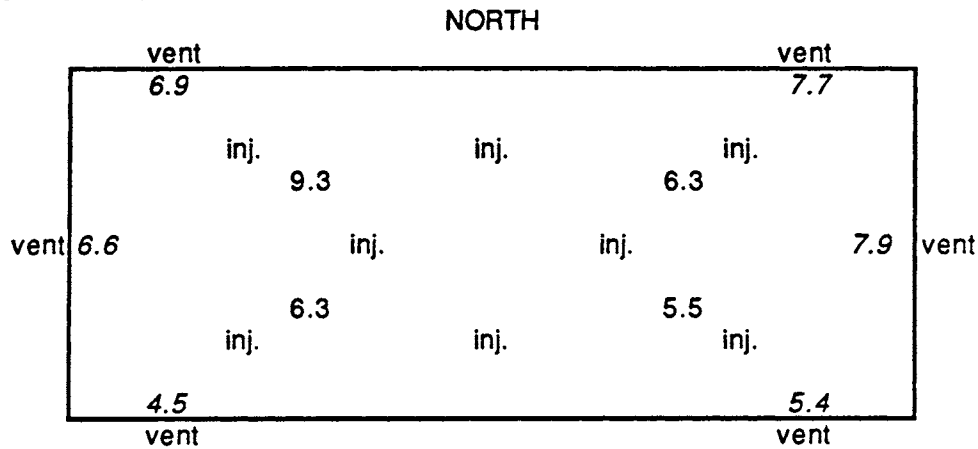 NORTH
vent vent
6.9 7.7
inj. inj. inj.
9.3 6.3
vent 6.6 inj. inj. 7.9 vent
6.3 5.5
inj. inj. inj.
4.5 5.4
vent vent